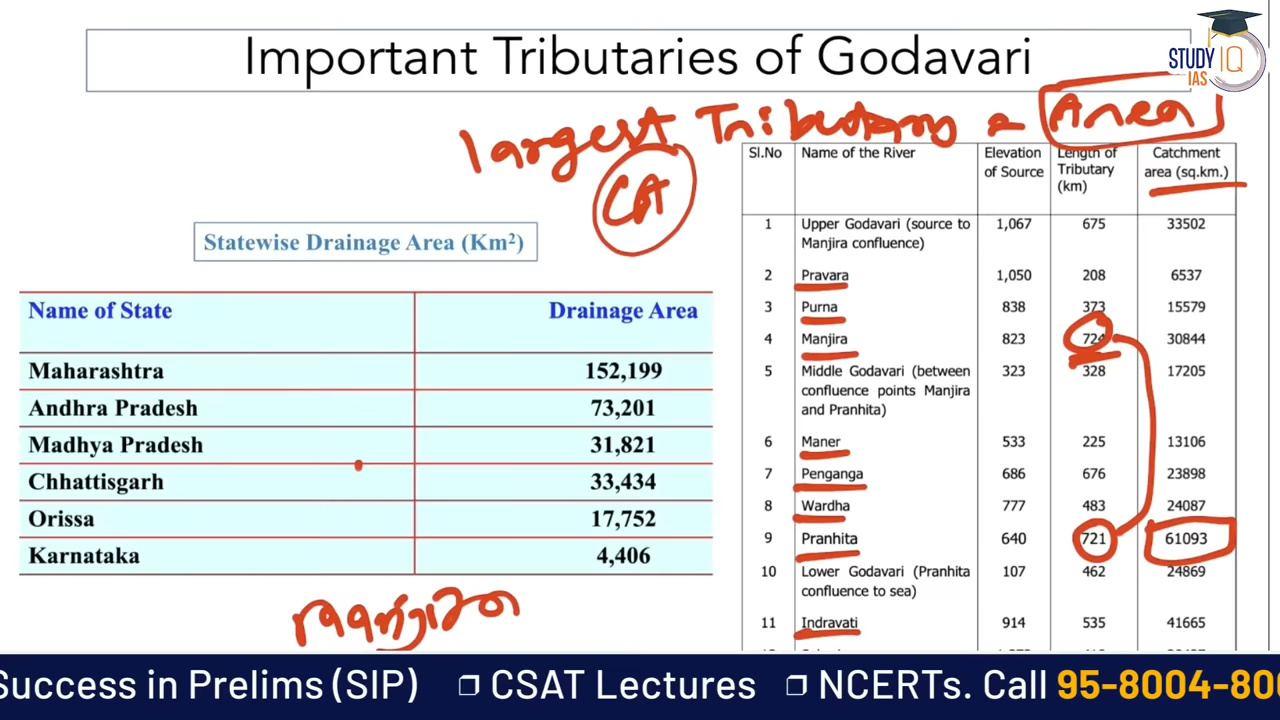 Important Tributaries of Godavari
STUDY IQ
IAS
largest Tributary = Area
CA
Statewise Drainage Area (Km²)
Name of State Drainage Area
Maharashtra 152,199
Andhra Pradesh 73,201
Madhya Pradesh 31,821
Chhattisgarh 33,434
Orissa 17,752
Karnataka 4,406
Manjira
Sl.No Name of the River Elevation of Source Length of Tributary (km) Catchment area (sq.km.)
1 Upper Godavari (source to Manjira confluence) 1,067 675 33502
2 Pravara 1,050 208 6537
3 Purna 838 373 15579
4 Manjira 823 724 30844
5 Middle Godavari (between confluence points Manjira and Pranhita) 323 328 17205
6 Maner 533 225 13106
7 Penganga 686 676 23898
8 Wardha 777 483 24087
9 Pranhita 640 721 61093
10 Lower Godavari (Pranhita confluence to sea) 107 462 24869
11 Indravati 914 535 41665
Success in Prelims (SIP) ❒ CSAT Lectures ❒ NCERTs. Call 95-8004-80